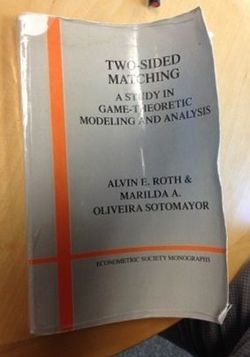 TWO-SIDED
MATCHING
A STUDY IN
GAME-THEORETIC
MODELING AND ANALYSIS
ALVIN E. ROTH &
MARILDA A.
OLIVEIRA SOTOMAYOR
ECONOMETRIC SOCIETY MONOGRAPHS